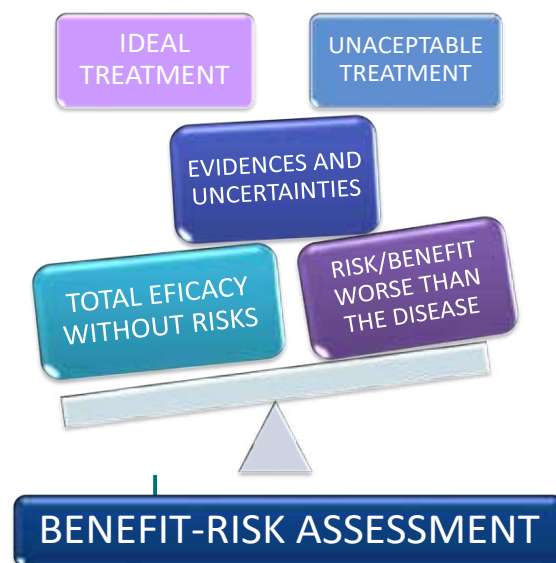 IDEAL
TREATMENT
UNACEPTABLE
TREATMENT
EVIDENCES AND
UNCERTAINTIES
TOTAL EFICACY
WITHOUT RISKS
RISK/BENEFIT
WORSE THAN
THE DISEASE
BENEFIT-RISK ASSESSMENT